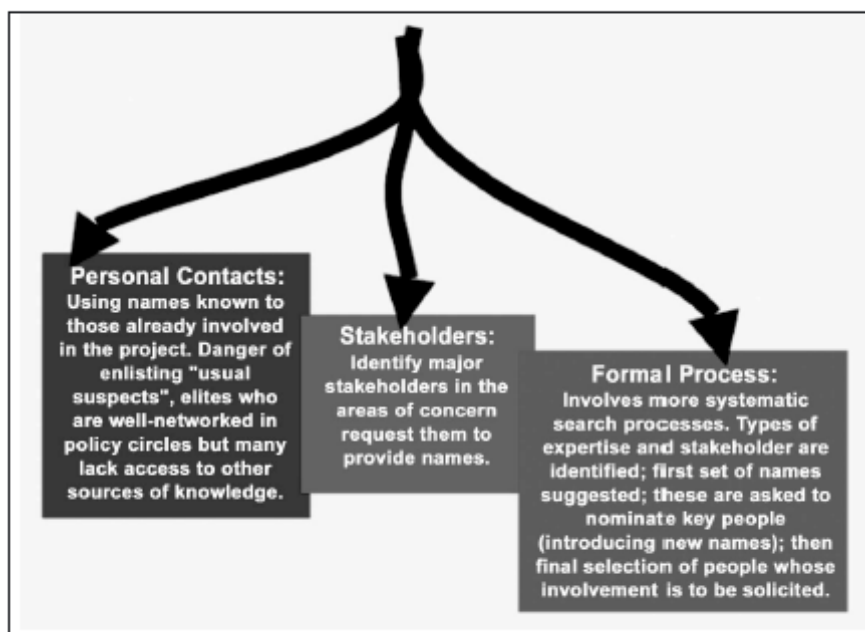 Personal Contacts:
Using names known to
those already involved
in the project. Danger of
enlisting "usual
suspects", elites who
are well-networked in
policy circles but many
lack access to other
sources of knowledge.
Stakeholders:
Identify major
stakeholders in the
areas of concern
request them to
provide names.
Formal Process:
Involves more systematic
search processes. Types of
expertise and stakeholder are
identified; first set of names
suggested; these are asked to
nominate key people
(introducing new names); then
final selection of people whose
involvement is to be solicited.